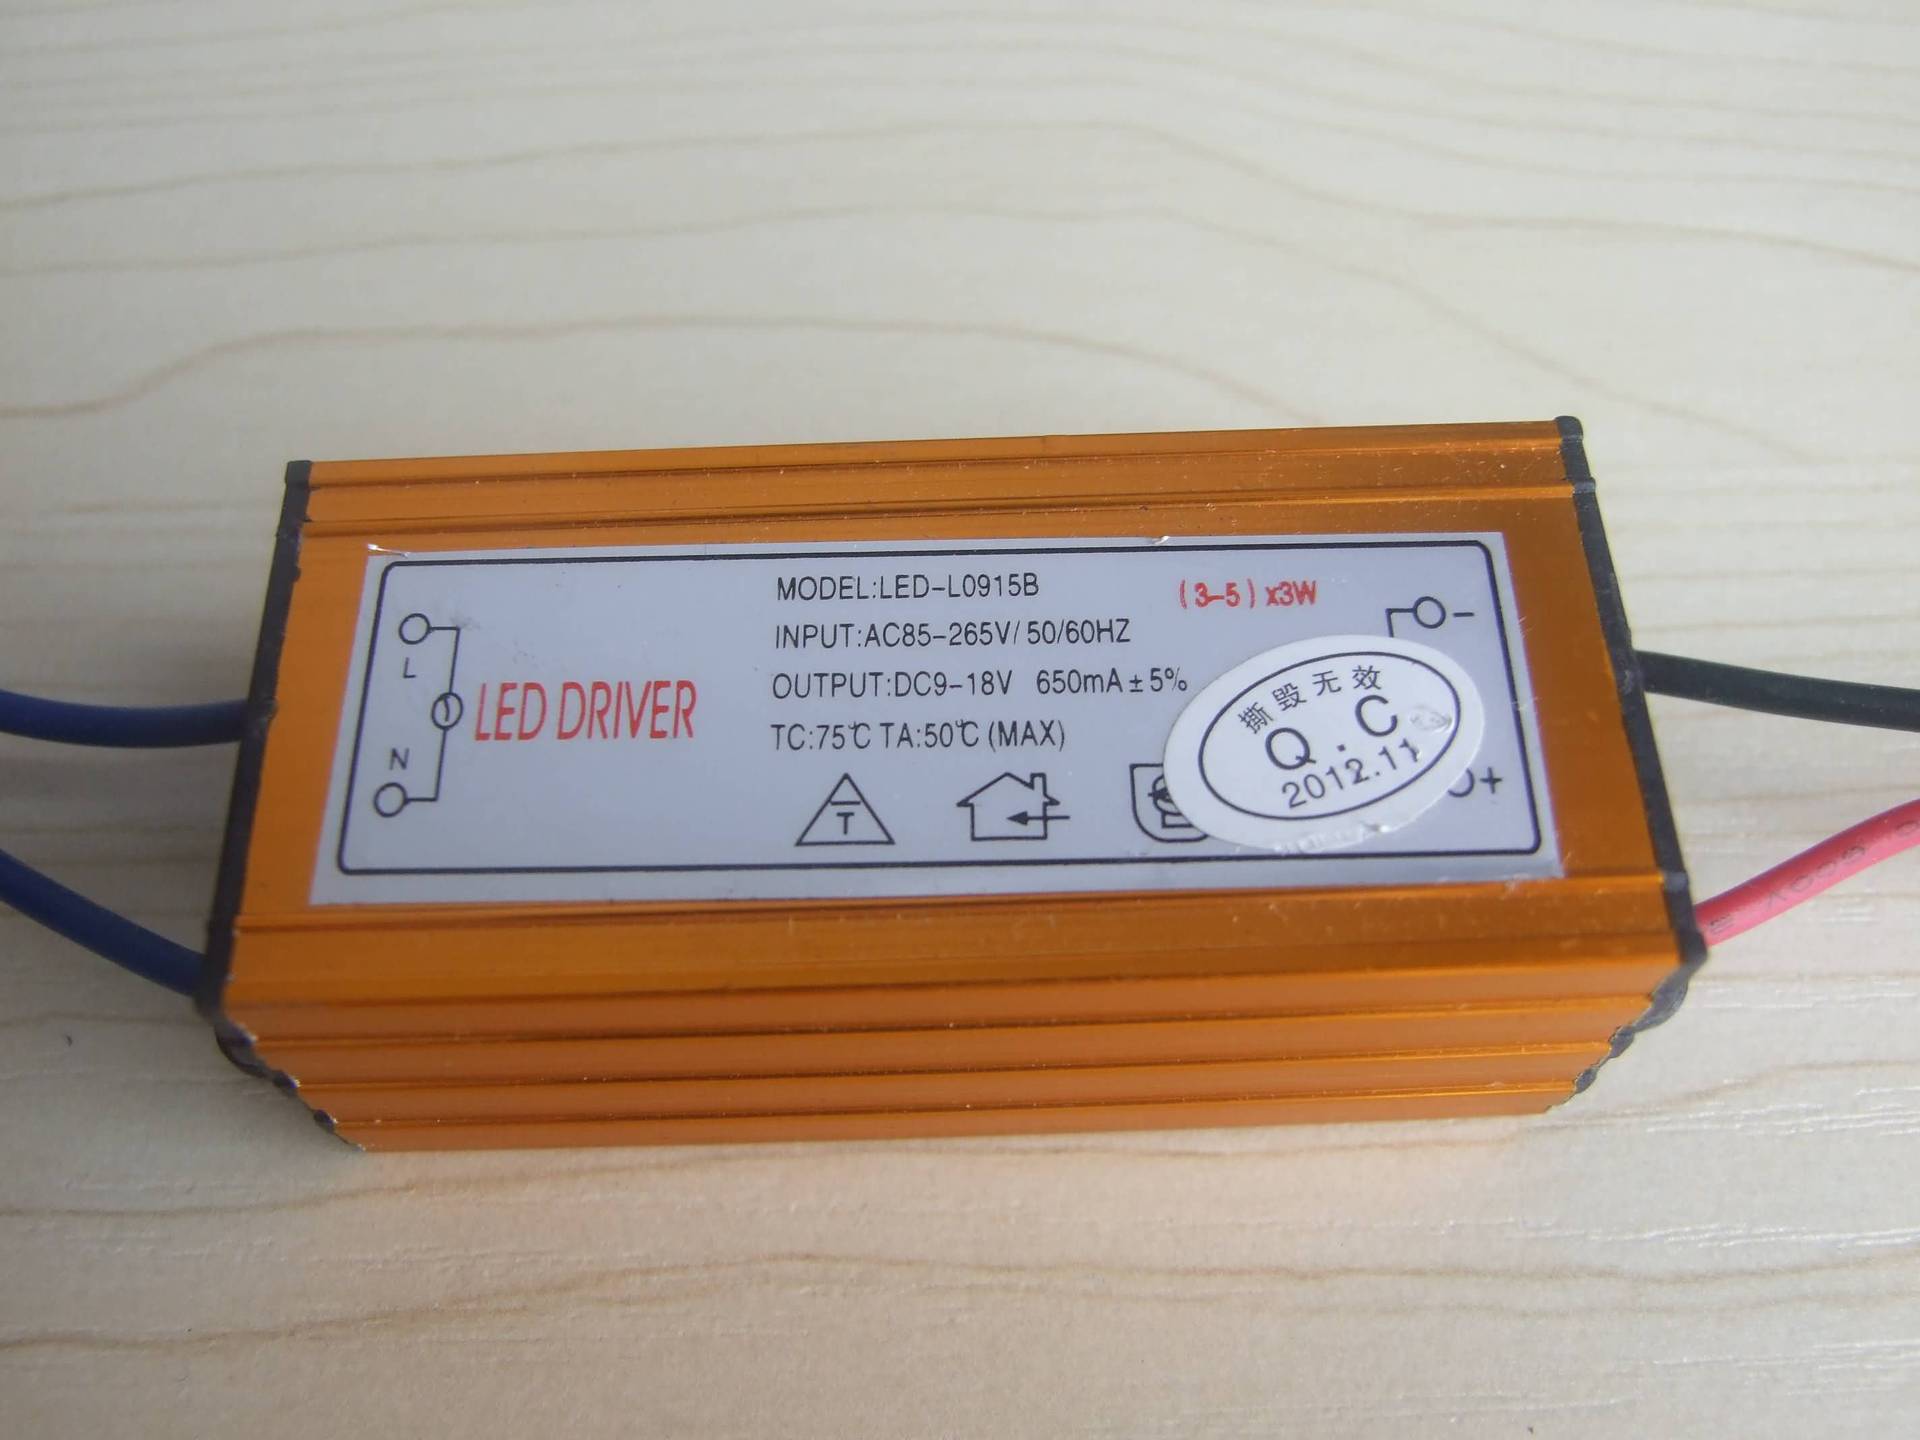 MODEL:LED-L0915B
(3-5)x3W
INPUT:AC85-265V/50/60HZ
OUTPUT:DC9-18V 650mA±5%
TC:75℃ TA:50℃ (MAX)
LED DRIVER
L
N
T
-
+
撕毁无效
Q.C
2012.11